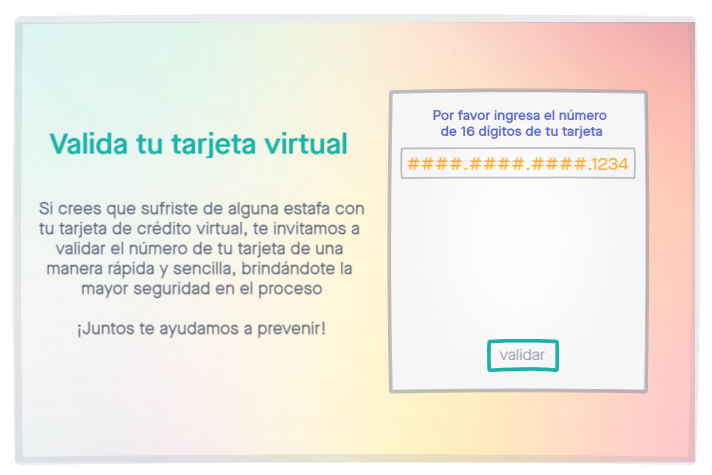 Valida tu tarjeta virtual
Si crees que sufriste de alguna estafa con
tu tarjeta de crédito virtual, te invitamos a
validar el número de tu tarjeta de una
manera rápida y sencilla, brindándote la
mayor seguridad en el proceso
¡Juntos te ayudamos a prevenir!
Por favor ingresa el número
de 16 dígitos de tu tarjeta
####.####.####.1234
validar